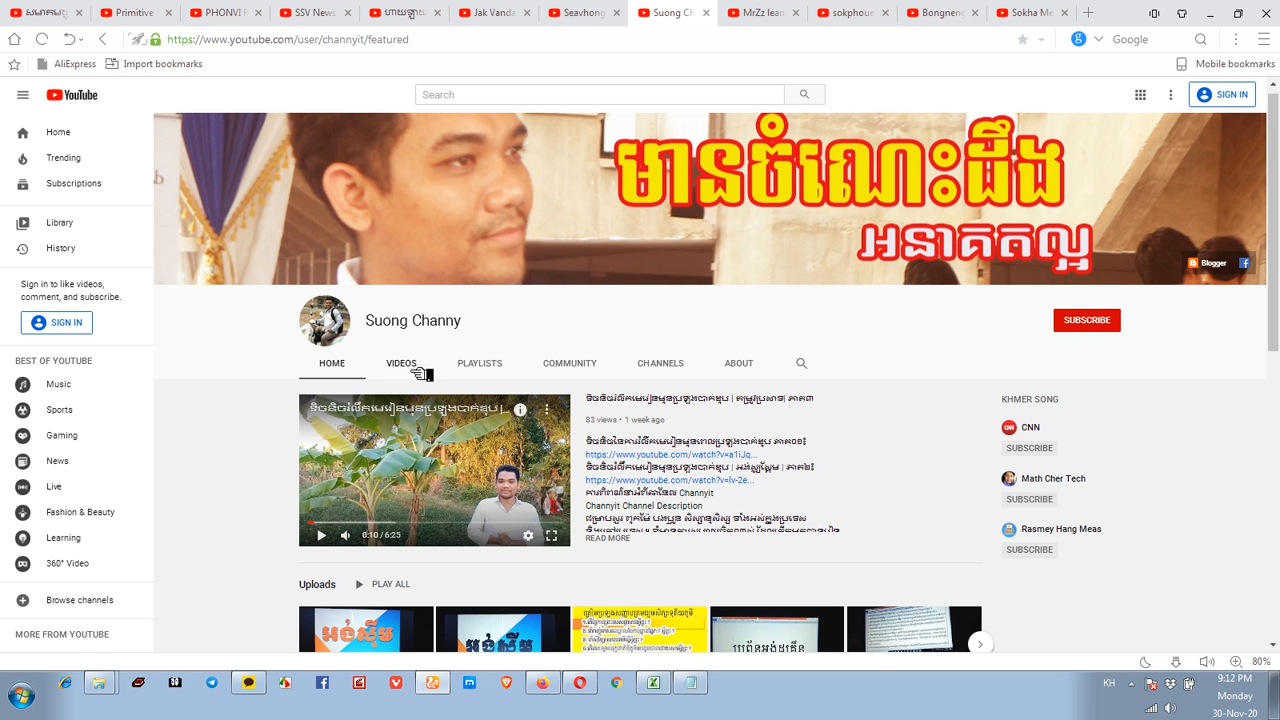 Primitive
PHONVI
SSV News
Jak Vanda
Seavhong
Suong Ch
MrZz lean
sokphoue
Bongneng
Sokha Me
https://www.youtube.com/user/channyit/featured
Google
AliExpress
Import bookmarks
Mobile bookmarks
YouTube
Search
SIGN IN
Home
Trending
Subscriptions
Library
History
Sign in to like videos,
comment, and subscribe.
SIGN IN
BEST OF YOUTUBE
Music
Sports
Gaming
News
Live
Fashion & Beauty
Learning
360° Video
Browse channels
MORE FROM YOUTUBE
មានចំណេះដឹង
អនាគតល្អ
Blogger
Suong Channy
SUBSCRIBE
HOME VIDEOS PLAYLISTS COMMUNITY CHANNELS ABOUT
0:10 / 6:25
83 views • 1 week ago
https://www.youtube.com/watch?v=a1iJq...
https://www.youtube.com/watch?v=lv-2e...
Channyit
Channyit Channel Description
READ MORE
KHMER SONG
CNN
SUBSCRIBE
Math Cher Tech
SUBSCRIBE
Rasmey Hang Meas
SUBSCRIBE
Uploads PLAY ALL
80%
KH
9:12 PM
Monday
30-Nov-20